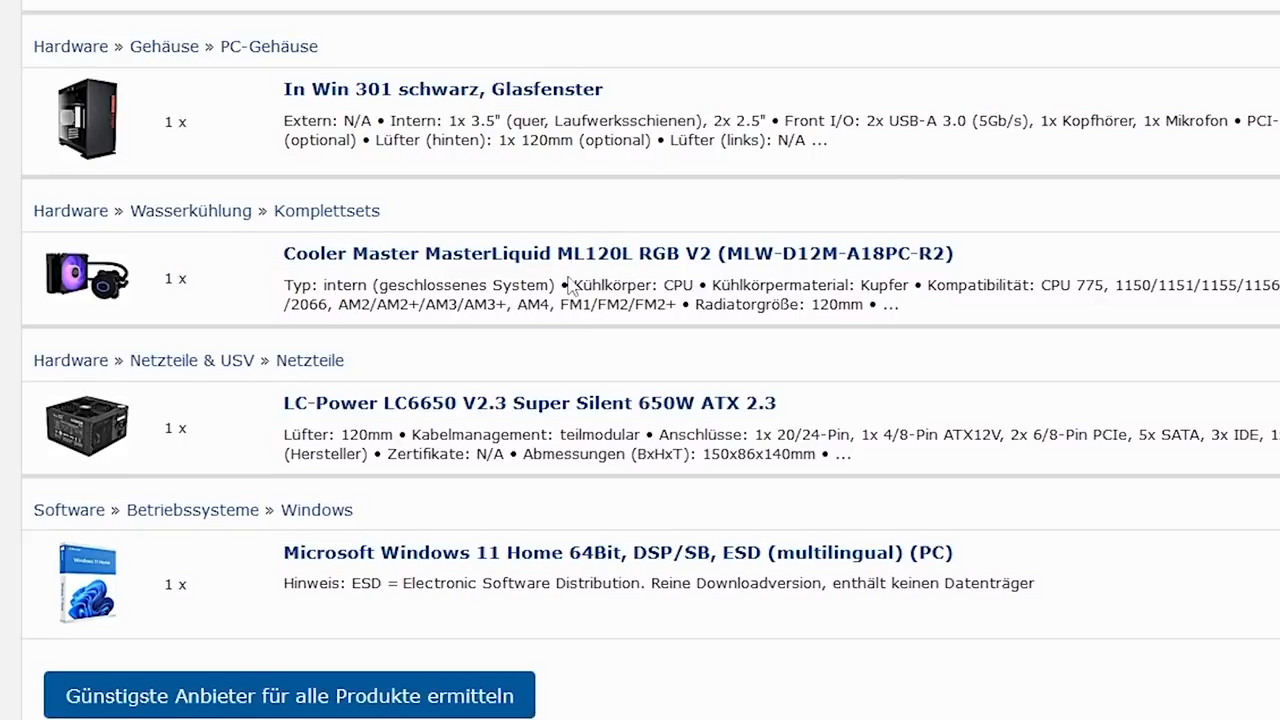 Hardware » Gehäuse » PC-Gehäuse
1 x
In Win 301 schwarz, Glasfenster
Extern: N/A • Intern: 1x 3.5" (quer, Laufwerksschienen), 2x 2.5" • Front I/O: 2x USB-A 3.0 (5Gb/s), 1x Kopfhörer, 1x Mikrofon • PCI-
(optional) • Lüfter (hinten): 1x 120mm (optional) • Lüfter (links): N/A ...
Hardware » Wasserkühlung » Komplettsets
1 x
Cooler Master MasterLiquid ML120L RGB V2 (MLW-D12M-A18PC-R2)
Typ: intern (geschlossenes System) • Kühlkörper: CPU • Kühlkörpermaterial: Kupfer • Kompatibilität: CPU 775, 1150/1151/1155/1156
/2066, AM2/AM2+/AM3/AM3+, AM4, FM1/FM2/FM2+ • Radiatorgröße: 120mm • ...
Hardware » Netzteile & USV » Netzteile
1 x
LC-Power LC6650 V2.3 Super Silent 650W ATX 2.3
Lüfter: 120mm • Kabelmanagement: teilmodular • Anschlüsse: 1x 20/24-Pin, 1x 4/8-Pin ATX12V, 2x 6/8-Pin PCIe, 5x SATA, 3x IDE,
(Hersteller) • Zertifikate: N/A • Abmessungen (BxHxT): 150x86x140mm • ...
Software » Betriebssysteme » Windows
1 x
Microsoft Windows 11 Home 64Bit, DSP/SB, ESD (multilingual) (PC)
Hinweis: ESD = Electronic Software Distribution. Reine Downloadversion, enthält keinen Datenträger
Günstigste Anbieter für alle Produkte ermitteln